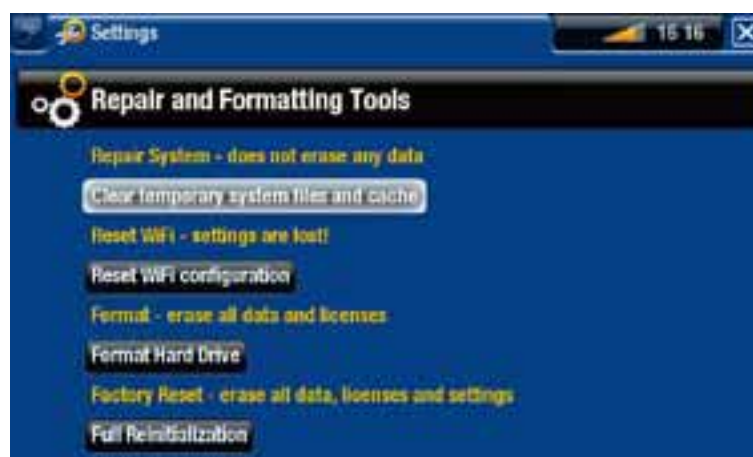 Settings
16 16
Repair and Formatting Tools
Repair System - does not erase any data
Clear temporary system files and cache
Reset WiFi - settings are lost!
Reset WiFi configuration
Format - erase all data and licenses
Format Hard Drive
Factory Reset - erase all data, licenses and settings
Full Reinitialization